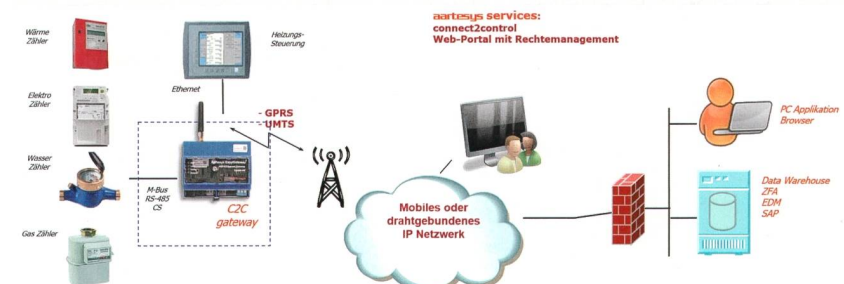 aartesys services:
connect2control
Web-Portal mit Rechtemanagement
Wärme
Zähler
Heizungs-
Steuerung
Elektro
Zähler
Ethernet
- GPRS
- UMTS
PC Applikation
Browser
Wasser
Zähler
M-Bus
RS-485
CS
C2C
gateway
Mobiles oder
drahtgebundenes
IP Netzwerk
Data Warehouse
ZFA
EDM
SAP
Gas Zähler